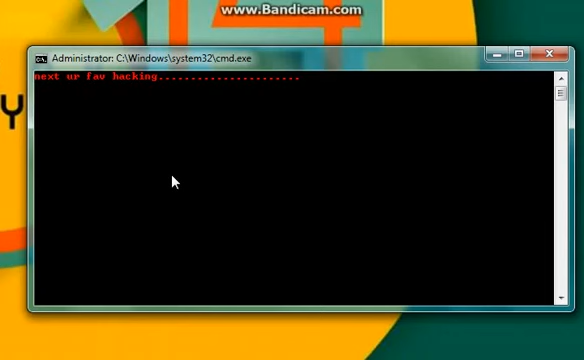 www.Bandicam.com
Administrator: C:\Windows\system32\cmd.exe
next ur fav hacking......................
Y